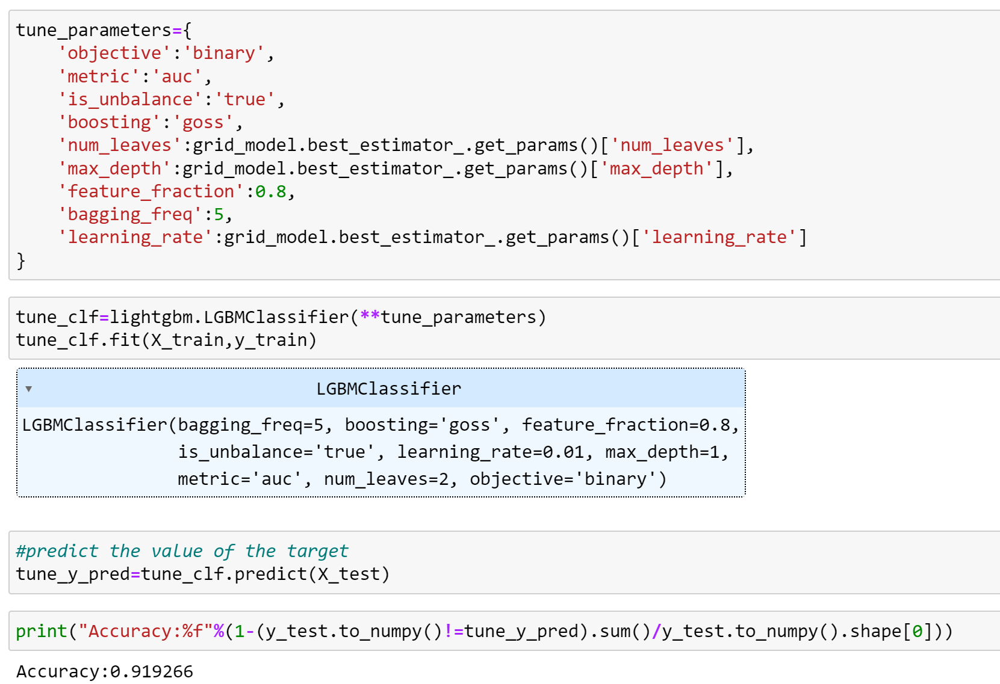 tune_parameters={
    'objective':'binary',
    'metric':'auc',
    'is_unbalance':'true',
    'boosting':'goss',
    'num_leaves':grid_model.best_estimator_.get_params()['num_leaves'],
    'max_depth':grid_model.best_estimator_.get_params()['max_depth'],
    'feature_fraction':0.8,
    'bagging_freq':5,
    'learning_rate':grid_model.best_estimator_.get_params()['learning_rate']
}
tune_clf=lightgbm.LGBMClassifier(**tune_parameters)
tune_clf.fit(X_train,y_train)
LGBMClassifier
LGBMClassifier(bagging_freq=5, boosting='goss', feature_fraction=0.8,
               is_unbalance='true', learning_rate=0.01, max_depth=1,
               metric='auc', num_leaves=2, objective='binary')
#predict the value of the target
tune_y_pred=tune_clf.predict(X_test)
print("Accuracy:%f"%(1-(y_test.to_numpy()!=tune_y_pred).sum()/y_test.to_numpy().shape[0]))
Accuracy:0.919266